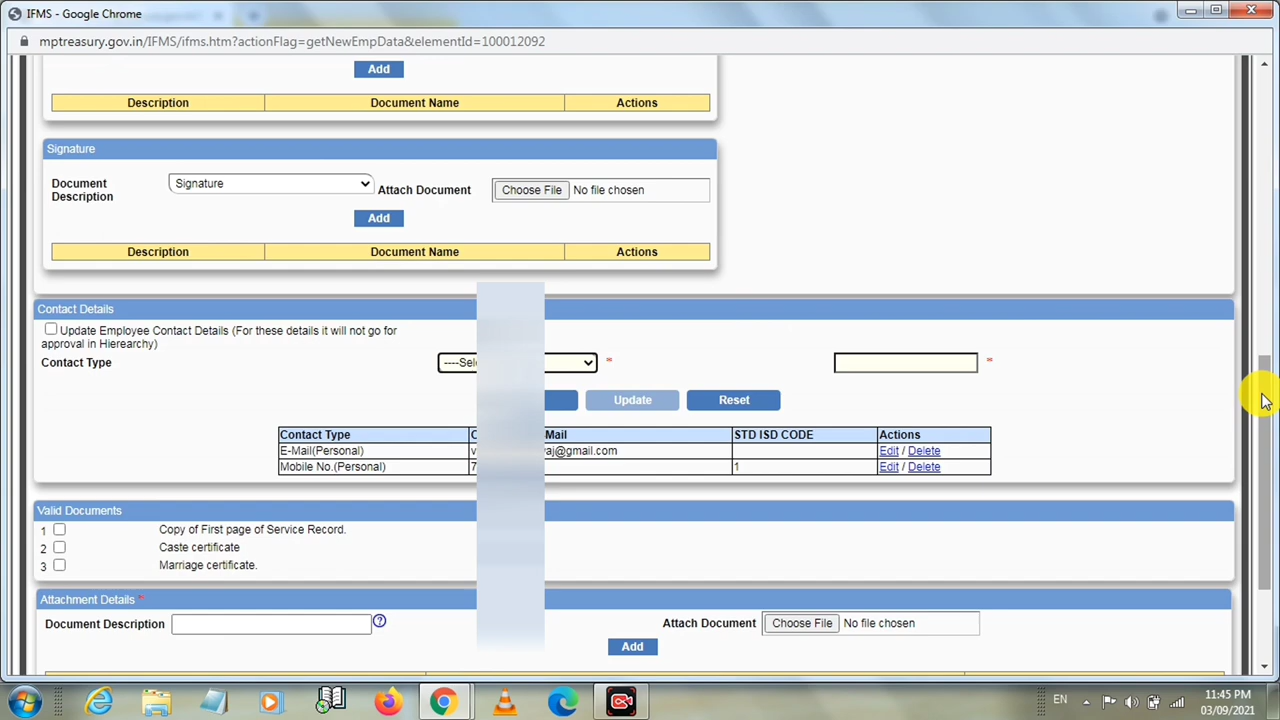 IFMS - Google Chrome
mptreasury.gov.in/IFMS/ifms.htm?actionFlag=getNewEmpData&elementId=100012092
Add
Description Document Name Actions
Signature
Document Description Signature Attach Document Choose File No file chosen
Add
Description Document Name Actions
Contact Details
Update Employee Contact Details (For these details it will not go for
approval in Hierearchy)
Contact Type ----Sel * *
Update Reset
Contact Type Mail STD ISD CODE Actions
E-Mail(Personal) aj@gmail.com Edit / Delete
Mobile No.(Personal) 7 1 Edit / Delete
Valid Documents
1 Copy of First page of Service Record.
2 Caste certificate
3 Marriage certificate.
Attachment Details *
Document Description ? Attach Document Choose File No file chosen
Add
EN 11:45 PM
03/09/2021